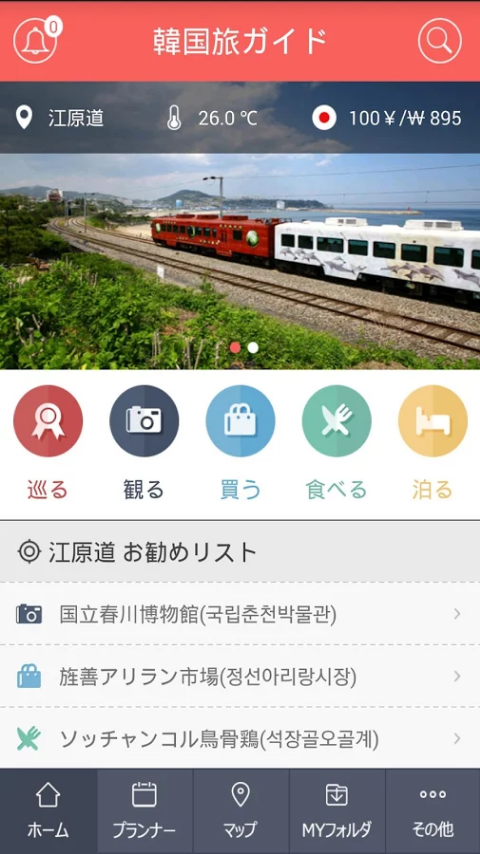 0
韓国旅ガイド
江原道 26.0 ℃ 100￥/₩ 895
巡る 観る 買う 食べる 泊る
江原道 お勧めリスト
国立春川博物館(국립춘천박물관)
旌善アリラン市場(정선아리랑시장)
ソッチャンコル烏骨鶏(석장골오골계)
ホーム プランナー マップ MYフォルダ その他